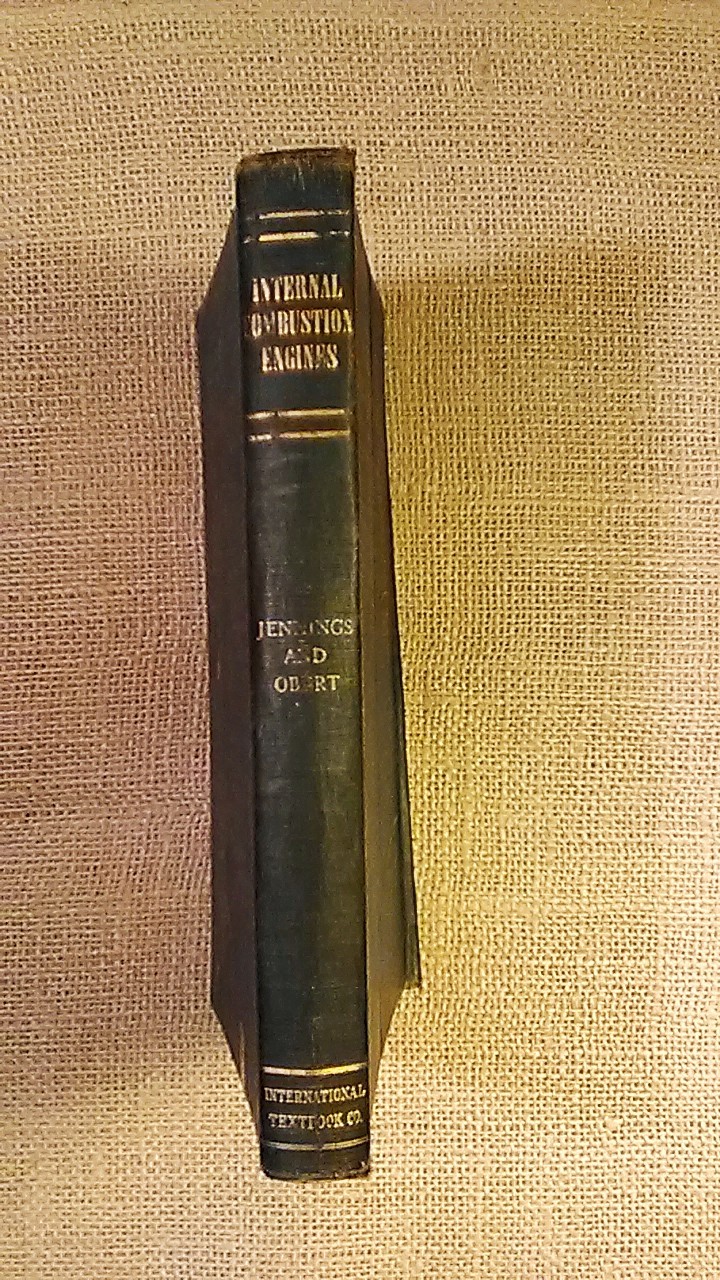 INTERNAL
COMBUSTION
ENGINES
JENNINGS
AND
OBERT
INTERNATIONAL
TEXTBOOK CO.